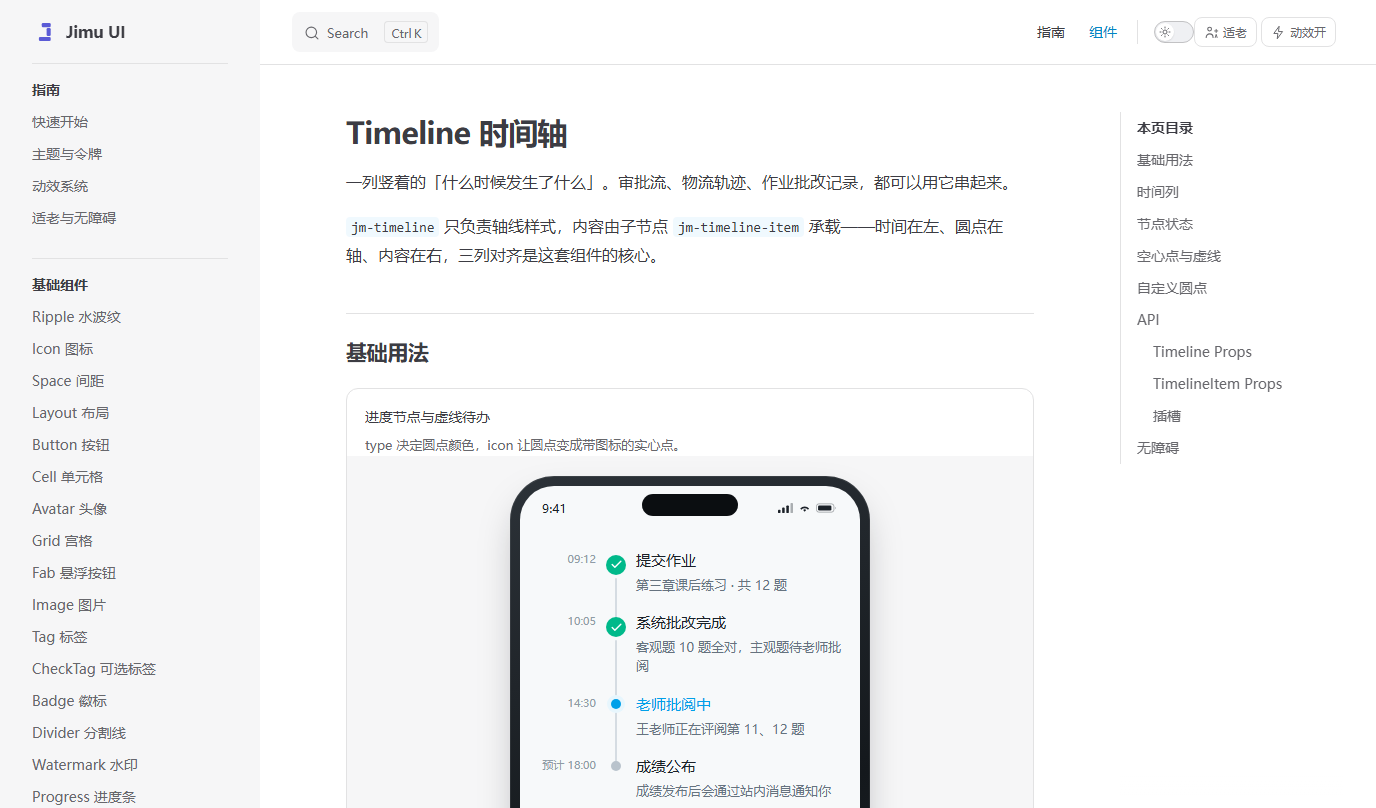 Jimu UI
Search Ctrl K
指南 组件 适老 动效开
指南
快速开始
主题与令牌
动效系统
适老与无障碍
基础组件
Ripple 水波纹
Icon 图标
Space 间距
Layout 布局
Button 按钮
Cell 单元格
Avatar 头像
Grid 宫格
Fab 悬浮按钮
Image 图片
Tag 标签
CheckTag 可选标签
Badge 徽标
Divider 分割线
Watermark 水印
Progress 进度条
Timeline 时间轴
一列竖着的「什么时候发生了什么」。审批流、物流轨迹、作业批改记录，都可以用它串起来。
jm-timeline 只负责轴线样式，内容由子节点 jm-timeline-item 承载——时间在左、圆点在
轴、内容在右，三列对齐是这套组件的核心。
基础用法
进度节点与虚线待办
type 决定圆点颜色，icon 让圆点变成带图标的实心点。
9:41
09:12 提交作业
第三章课后练习 · 共 12 题
10:05 系统批改完成
客观题 10 题全对，主观题待老师批
阅
14:30 老师批阅中
王老师正在评阅第 11、12 题
预计 18:00 成绩公布
成绩发布后会通过站内消息通知你
本页目录
基础用法
时间列
节点状态
空心点与虚线
自定义圆点
API
Timeline Props
TimelineItem Props
插槽
无障碍